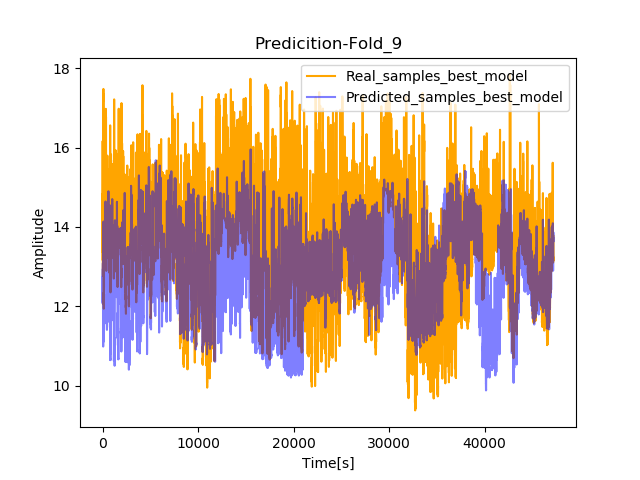 Predicition-Fold_9
Real_samples_best_model
Predicted_samples_best_model
Amplitude
18
16
14
12
10
0 10000 20000 30000 40000
Time[s]